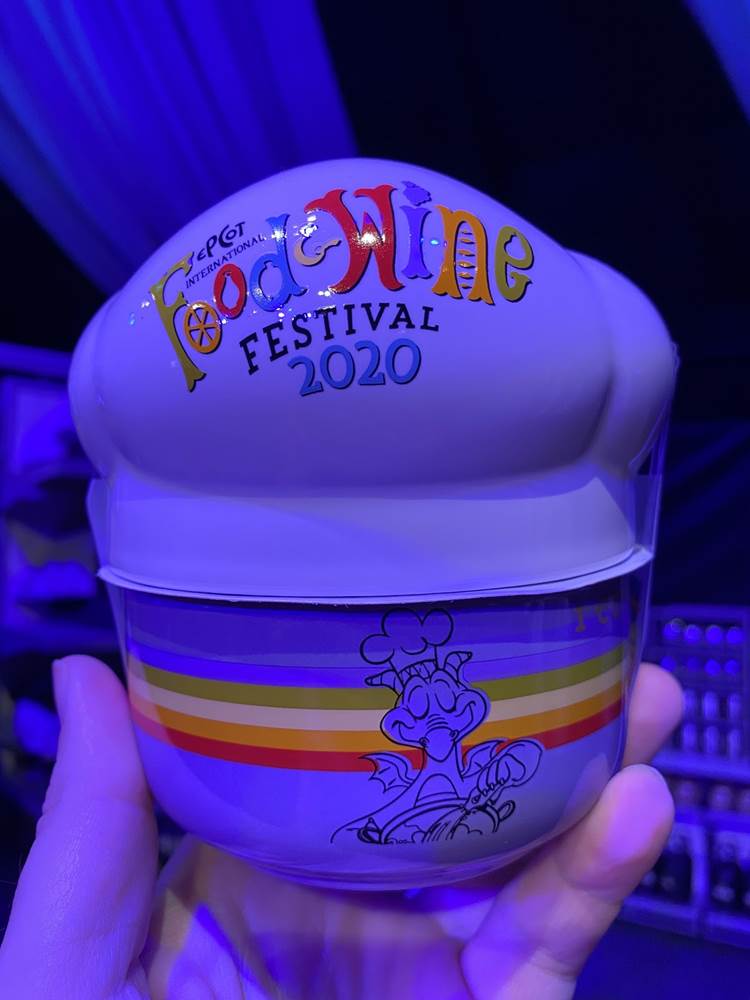 EPCOT
INTERNATIONAL
Food & Wine
FESTIVAL
2020